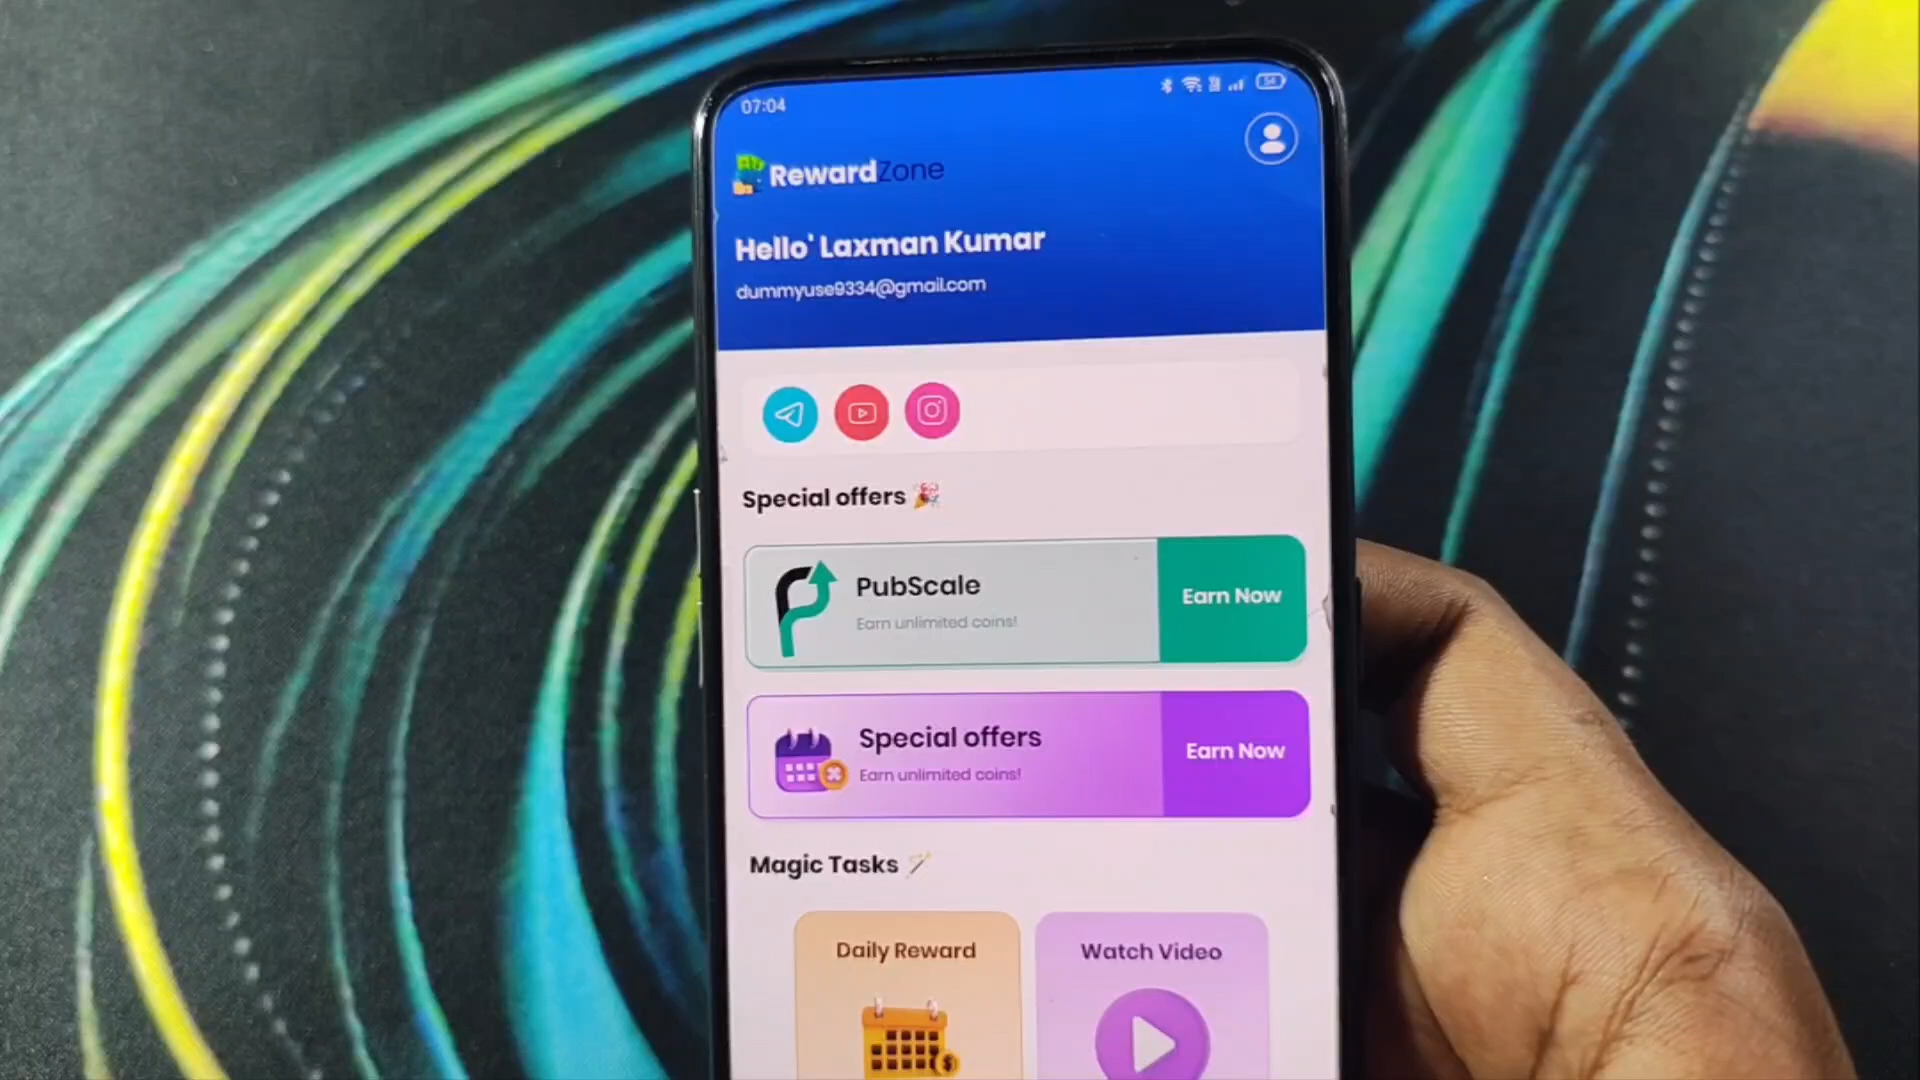 07:04
54
RewardZone
Hello' Laxman Kumar
dummyuse9334@gmail.com
Special offers
PubScale
Earn unlimited coins!
Earn Now
Special offers
Earn unlimited coins!
Earn Now
Magic Tasks
Daily Reward
Watch Video